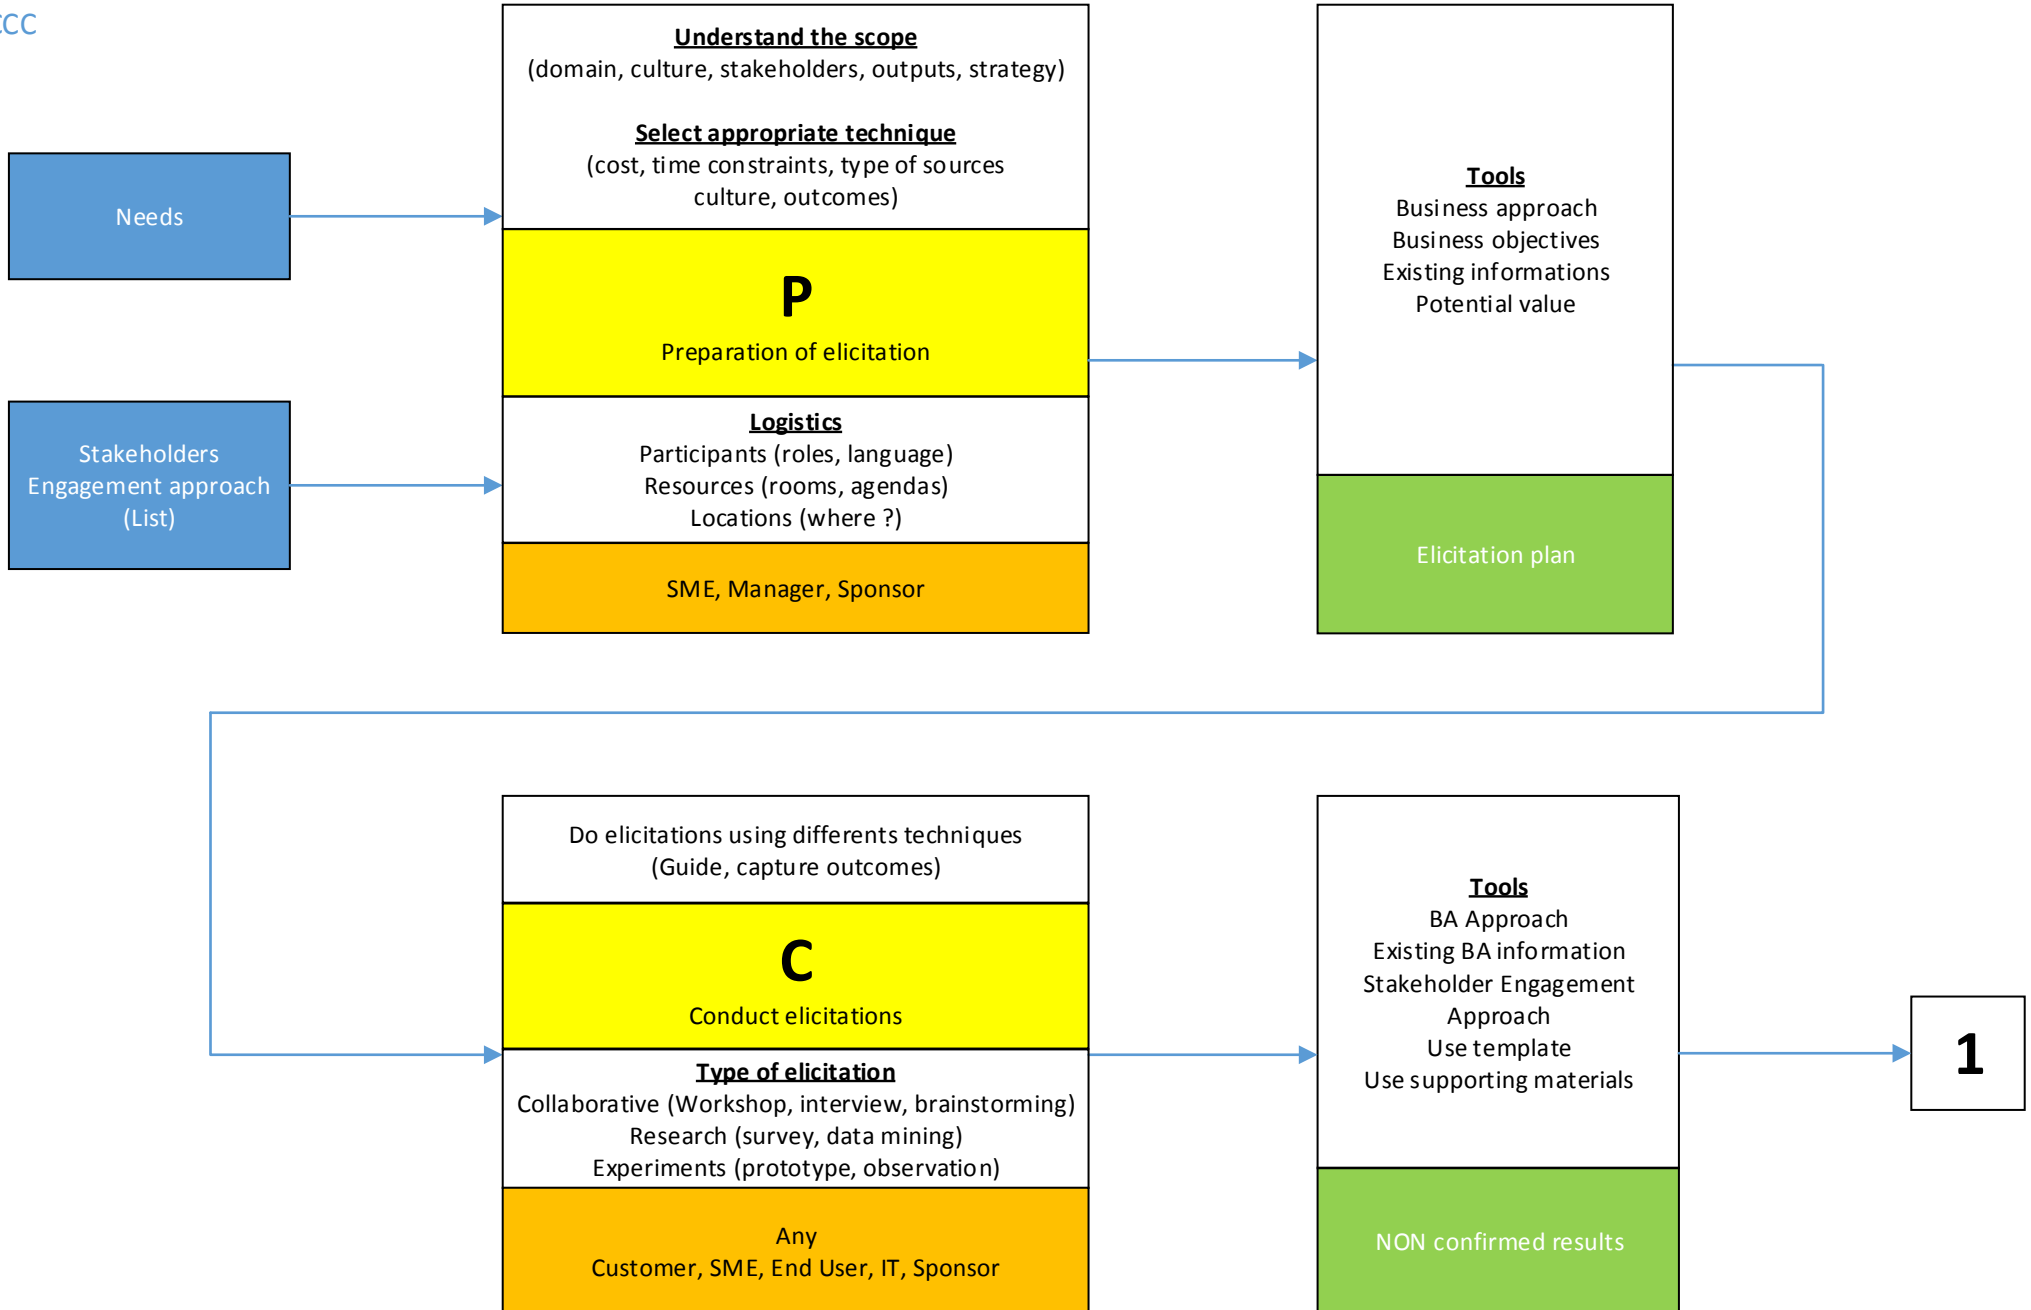 Understand the scope
(domain, culture, stakeholders, outputs, strategy)
Select appropriate technique
(cost, time constraints, type of sources
culture, outcomes)
Needs
P
Preparation of elicitation
Stakeholders
Engagement approach
(List)
Logistics
Participants (roles, language)
Resources (rooms, agendas)
Locations (where ?)
SME, Manager, Sponsor
Tools
Business approach
Business objectives
Existing informations
Potential value
Elicitation plan
Do elicitations using differents techniques
(Guide, capture outcomes)
C
Conduct elicitations
Type of elicitation
Collaborative (Workshop, interview, brainstorming)
Research (survey, data mining)
Experiments (prototype, observation)
Any
Customer, SME, End User, IT, Sponsor
Tools
BA Approach
Existing BA information
Stakeholder Engagement
Approach
Use template
Use supporting materials
NON confirmed results
1